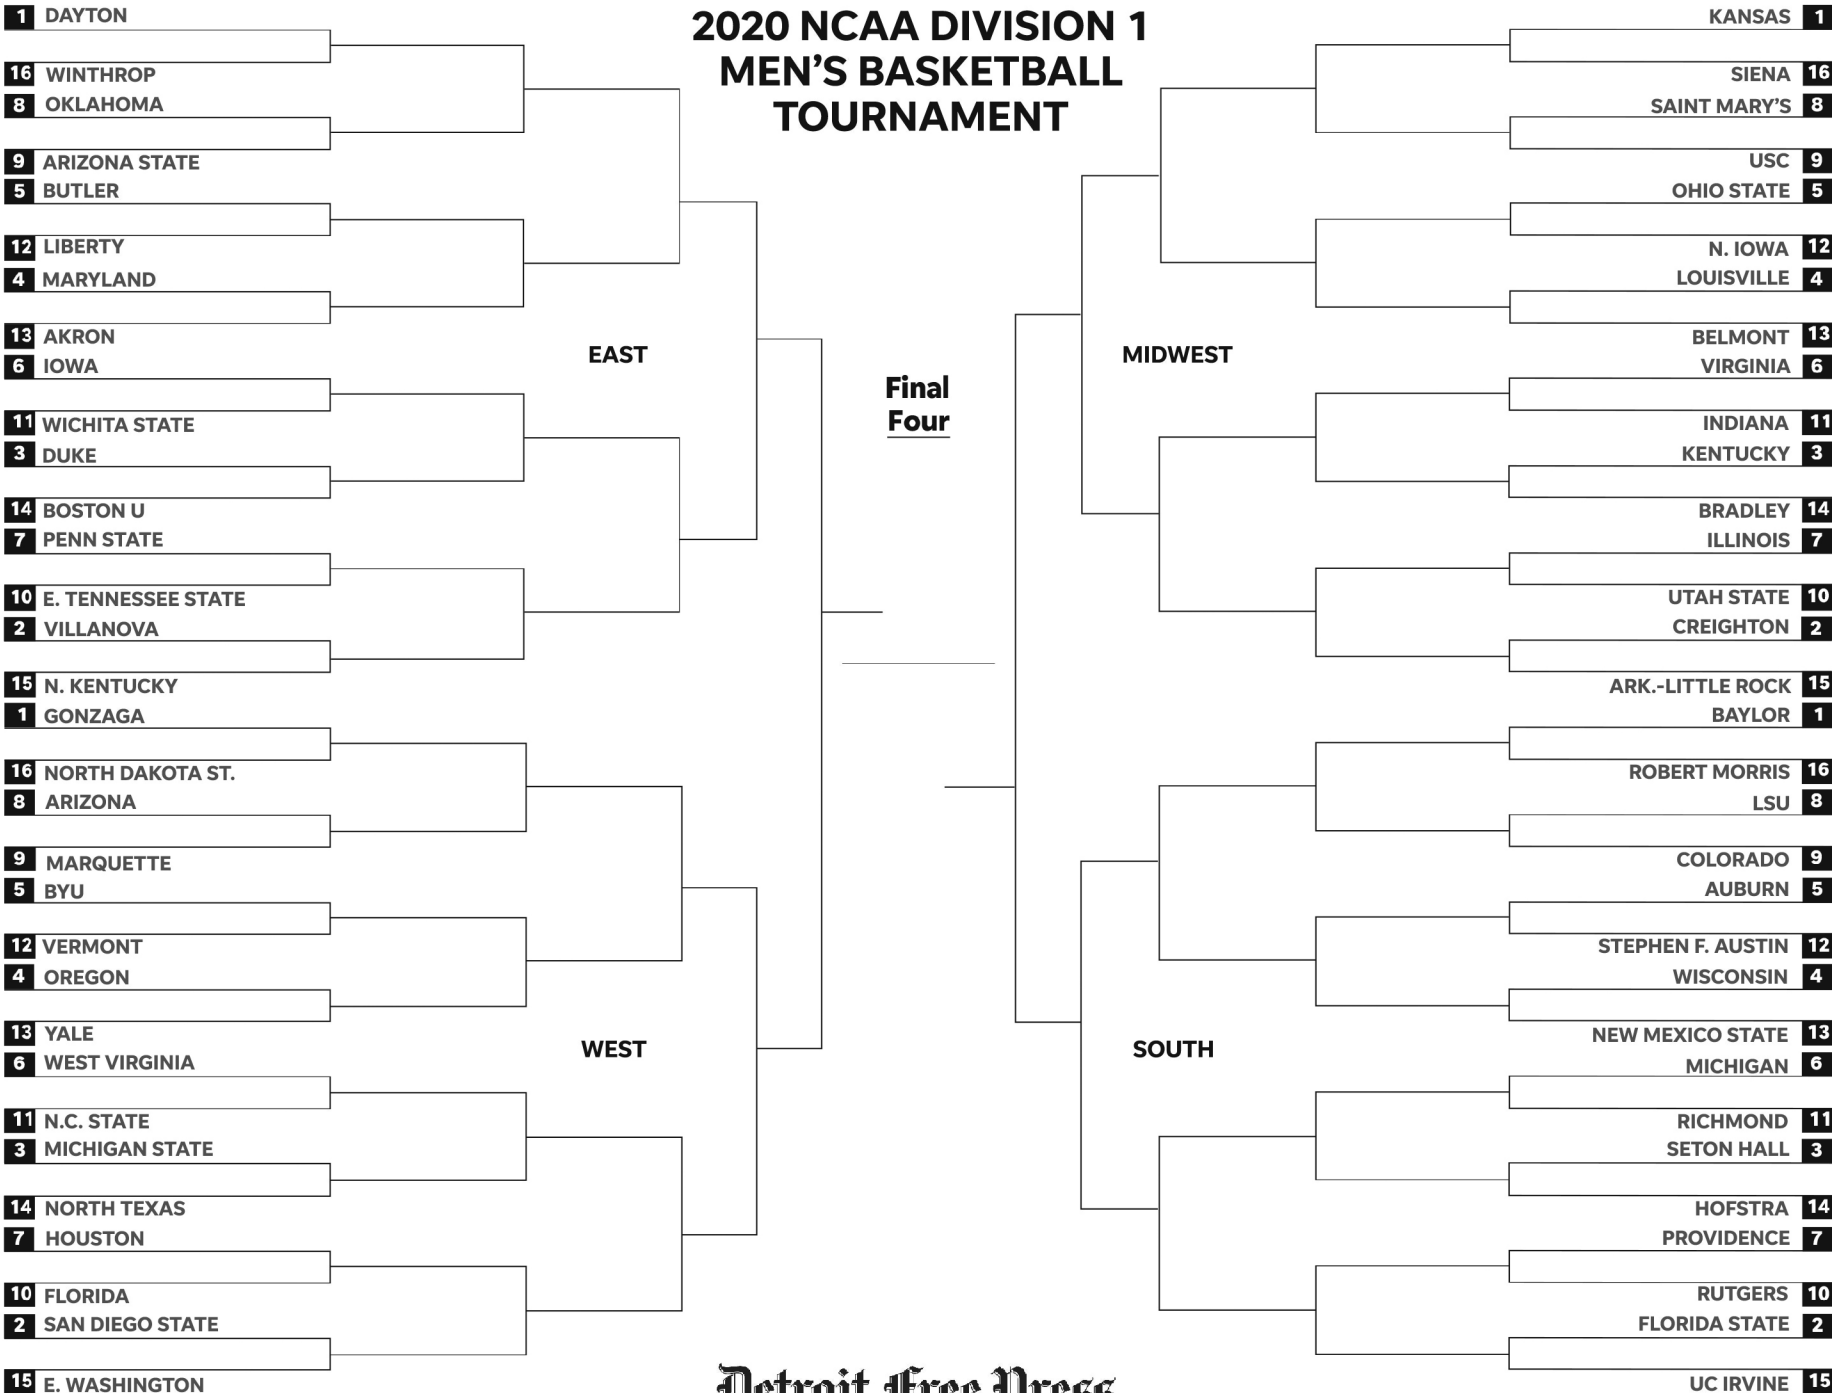 2020 NCAA DIVISION 1
MEN'S BASKETBALL
TOURNAMENT
1 DAYTON
16 WINTHROP
8 OKLAHOMA
9 ARIZONA STATE
5 BUTLER
12 LIBERTY
4 MARYLAND
13 AKRON
6 IOWA
11 WICHITA STATE
3 DUKE
14 BOSTON U
7 PENN STATE
10 E. TENNESSEE STATE
2 VILLANOVA
15 N. KENTUCKY
EAST
1 GONZAGA
16 NORTH DAKOTA ST.
8 ARIZONA
9 MARQUETTE
5 BYU
12 VERMONT
4 OREGON
13 YALE
6 WEST VIRGINIA
11 N.C. STATE
3 MICHIGAN STATE
14 NORTH TEXAS
7 HOUSTON
10 FLORIDA
2 SAN DIEGO STATE
15 E. WASHINGTON
WEST
Final
Four
KANSAS 1
SIENA 16
SAINT MARY'S 8
USC 9
OHIO STATE 5
N. IOWA 12
LOUISVILLE 4
BELMONT 13
VIRGINIA 6
INDIANA 11
KENTUCKY 3
BRADLEY 14
ILLINOIS 7
UTAH STATE 10
CREIGHTON 2
ARK.-LITTLE ROCK 15
MIDWEST
BAYLOR 1
ROBERT MORRIS 16
LSU 8
COLORADO 9
AUBURN 5
STEPHEN F. AUSTIN 12
WISCONSIN 4
NEW MEXICO STATE 13
MICHIGAN 6
RICHMOND 11
SETON HALL 3
HOFSTRA 14
PROVIDENCE 7
RUTGERS 10
FLORIDA STATE 2
UC IRVINE 15
SOUTH
Detroit Free Press